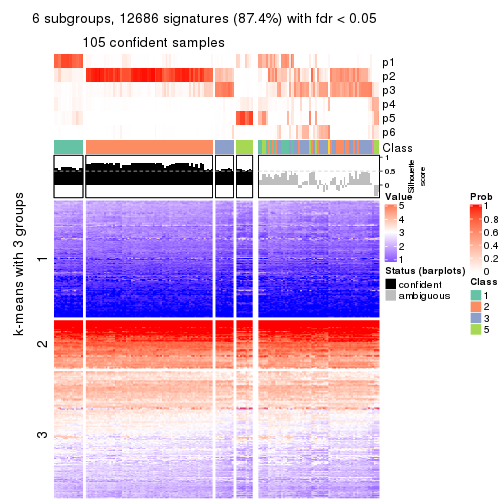 6 subgroups, 12686 signatures (87.4%) with fdr < 0.05
105 confident samples
p1
p2
p3
p4
p5
p6
Class
1
0.5
0
Silhouette
score
k-means with 3 groups
1
2
3
Value
5
4
3
2
1
Status (barplots)
confident
ambiguous
Prob
1
0.8
0.6
0.4
0.2
0
Class
1
2
3
5